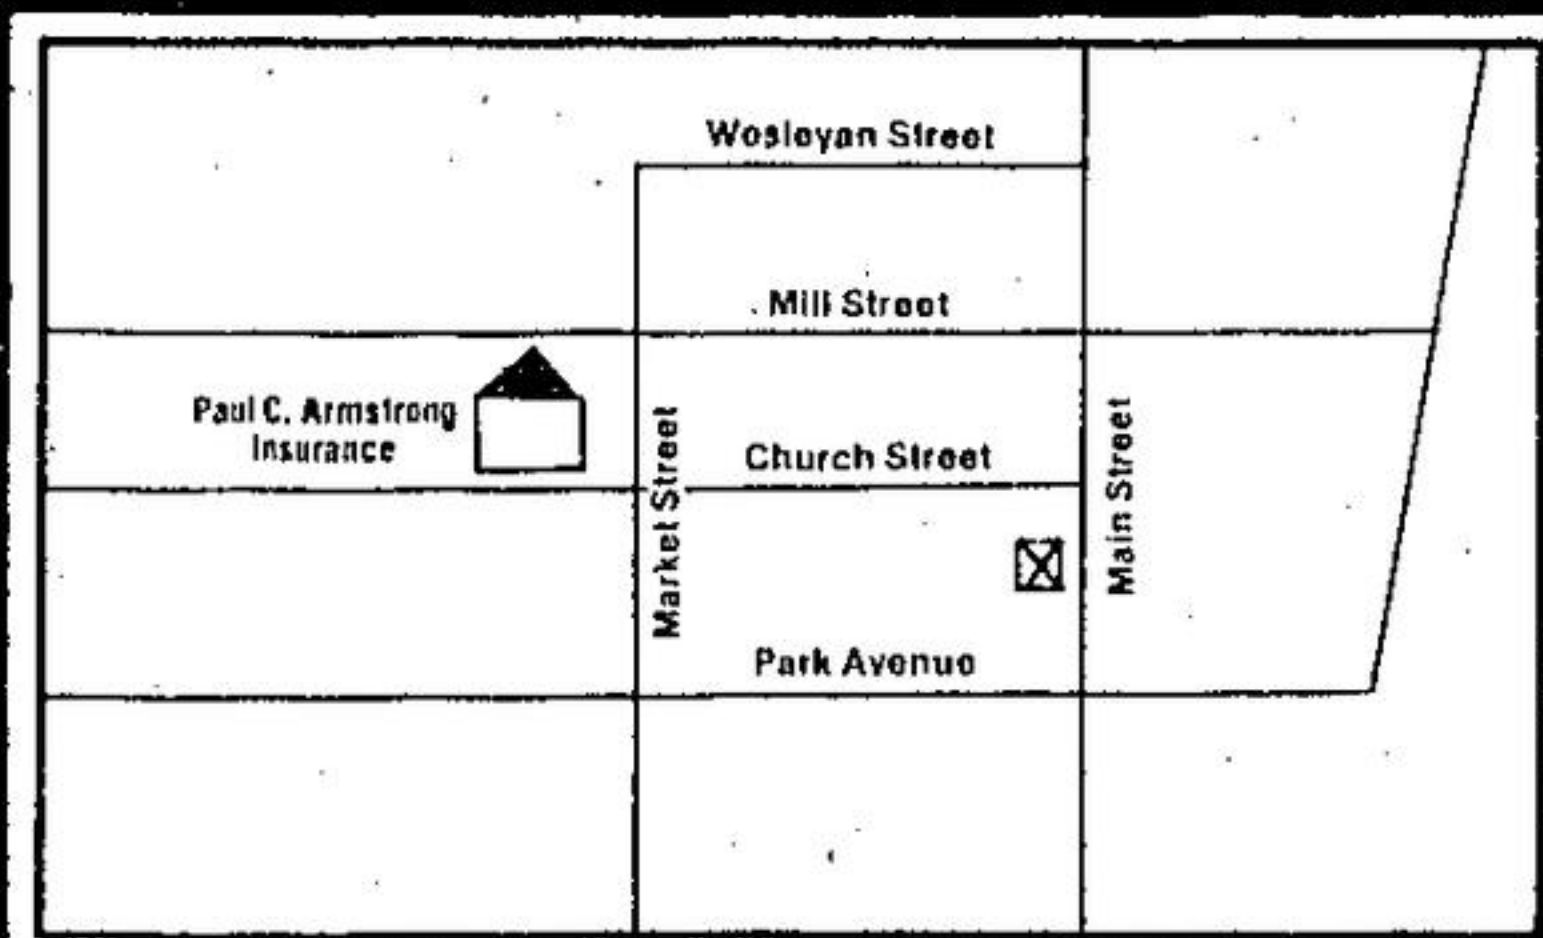 Wesleyan Street
Mill Street
Paul C. Armstrong
Insurance
Church Street
Market Street
Main Street
Park Avenue